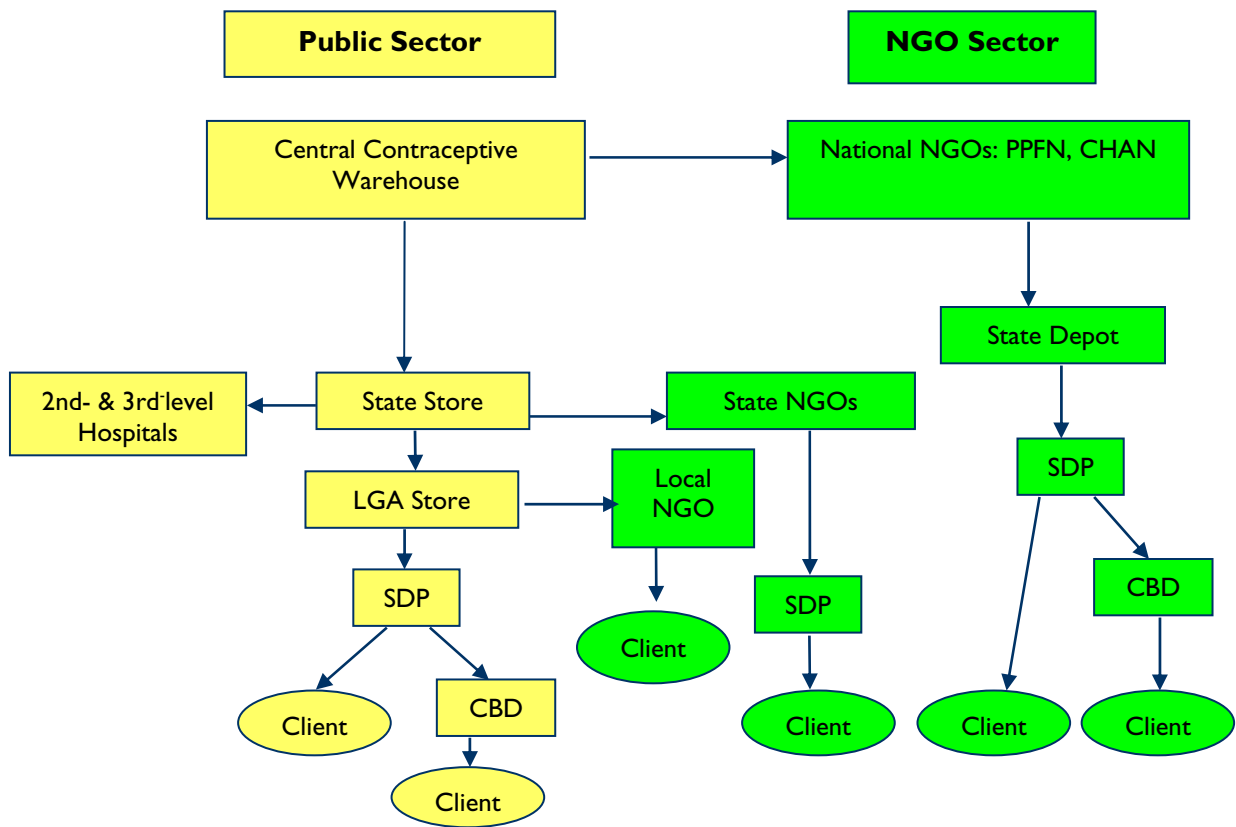 Public Sector
NGO Sector
Central Contraceptive
Warehouse
National NGOs: PPFN, CHAN
State Depot
2nd- & 3rd-level
Hospitals
State Store
State NGOs
SDP
LGA Store
Local
NGO
SDP
SDP
CBD
Client
Client
CBD
Client
Client
Client
Client